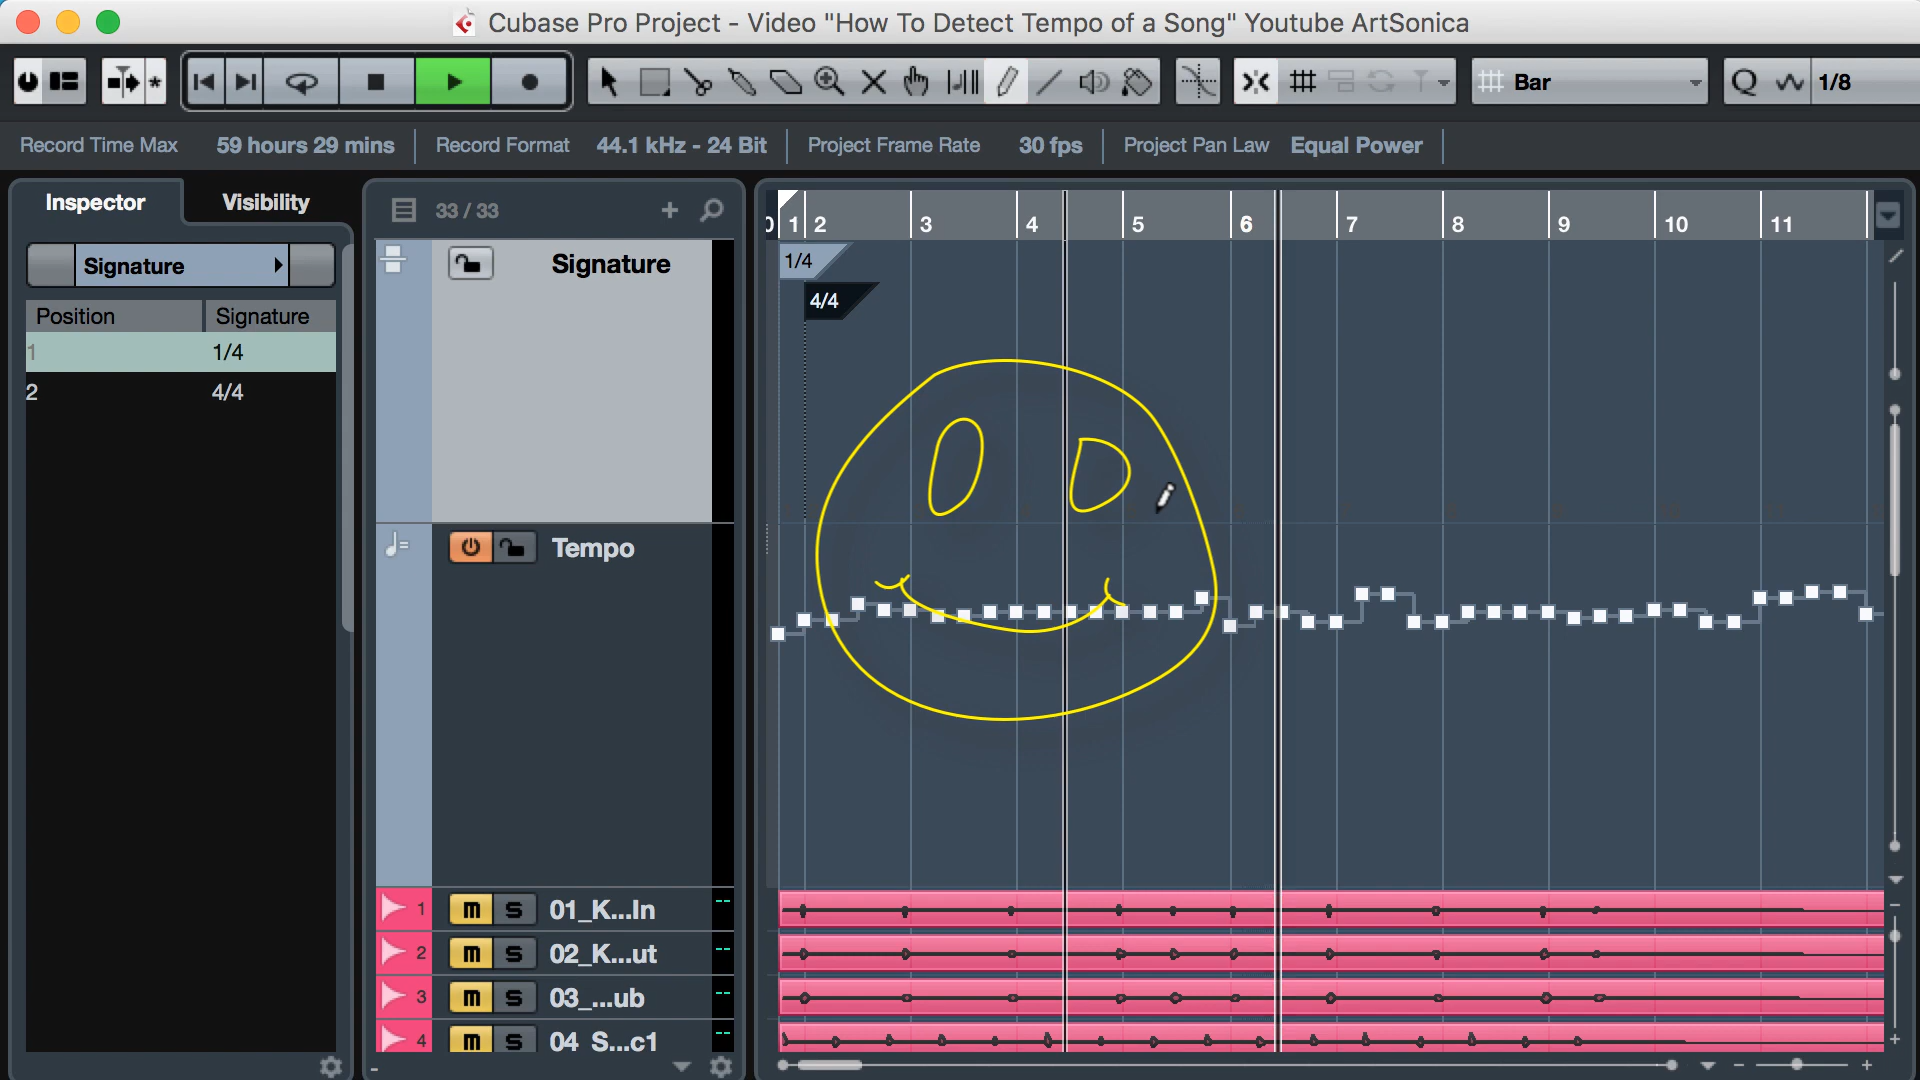 Cubase Pro Project - Video "How To Detect Tempo of a Song" Youtube ArtSonica
Bar
Q
1/8
Record Time Max 59 hours 29 mins
Record Format 44.1 kHz - 24 Bit
Project Frame Rate 30 fps
Project Pan Law Equal Power
Inspector
Visibility
33 / 33
0 1 2 3 4 5 6 7 8 9 10 11
Signature
Position Signature
1 1/4
2 4/4
Signature
1/4
4/4
Tempo
1 m s 01_K...In
2 m s 02_K...ut
3 m s 03_...ub
4 m s 04 S...c1